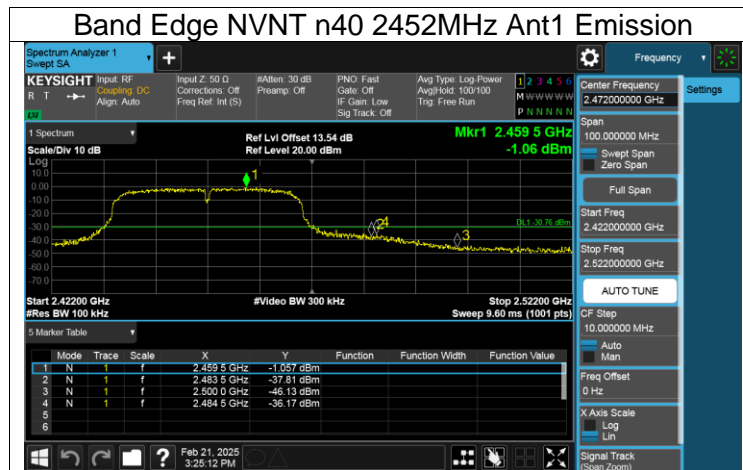 Band Edge NVNT n40 2452MHz Ant1 Emission
Spectrum Analyzer 1
Swept SA
+
Frequency
KEYSIGHT
R T
LXI
Input: RF
Coupling: DC
Align: Auto
Input Z: 50 Ω
Corrections: Off
Freq Ref: Int (S)
#Atten: 30 dB
Preamp: Off
PNO: Fast
Gate: Off
IF Gain: Low
Sig Track: Off
Avg Type: Log-Power
Avg|Hold: 100/100
Trig: Free Run
1 2 3 4 5 6
M W W W W W
P N N N N N
Center Frequency
2.472000000 GHz
Settings
1 Spectrum
Scale/Div 10 dB
Ref Lvl Offset 13.54 dB
Ref Level 20.00 dBm
Mkr1 2.459 5 GHz
-1.06 dBm
Span
100.000000 MHz
Swept Span
Zero Span
Full Span
Start Freq
2.422000000 GHz
Stop Freq
2.522000000 GHz
AUTO TUNE
CF Step
10.000000 MHz
Auto
Man
Freq Offset
0 Hz
X Axis Scale
Log
Lin
Signal Track
(Span Zoom)
Log
10.0
0.00
-10.0
-20.0
-30.0
-40.0
-50.0
-60.0
-70.0
1
4
3
DL1 -30.76 dBm
Start 2.42200 GHz
#Res BW 100 kHz
#Video BW 300 kHz
Stop 2.52200 GHz
Sweep 9.60 ms (1001 pts)
5 Marker Table
Mode Trace Scale X Y Function Function Width Function Value
1 N 1 f 2.459 5 GHz -1.057 dBm
2 N 1 f 2.483 5 GHz -37.81 dBm
3 N 1 f 2.500 0 GHz -46.13 dBm
4 N 1 f 2.484 5 GHz -36.17 dBm
5
6
?
Feb 21, 2025
3:25:12 PM